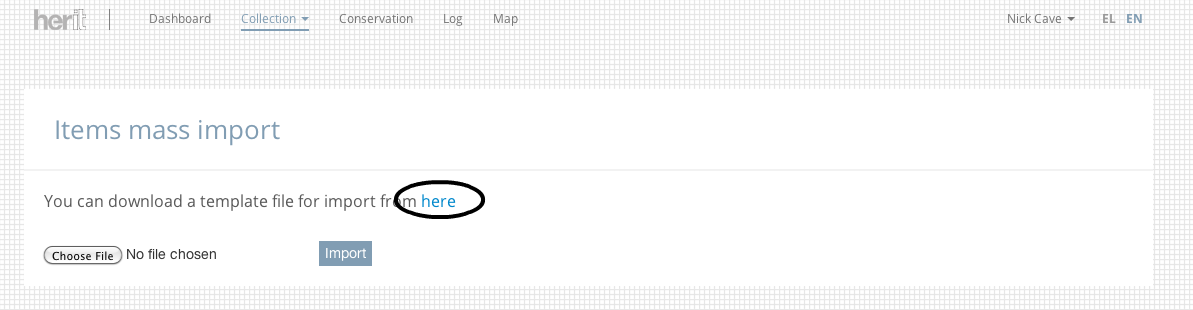 herit Dashboard Collection Conservation Log Map Nick Cave EL EN
Items mass import
You can download a template file for import from here
Choose File No file chosen Import